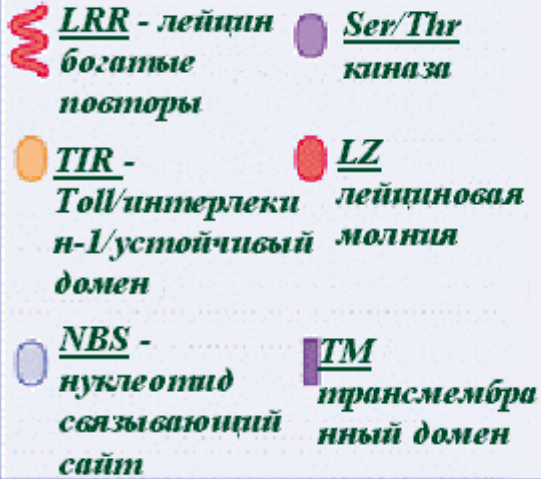 LRR - лейцин
богатые
повторы
TIR -
Toll/интерлеки
н-1/устойчивый
домен
NBS -
нуклеотид
связывающий
сайт
Ser/Thr
киназа
LZ
лейциновая
молния
TM
трансмембра
нный домен